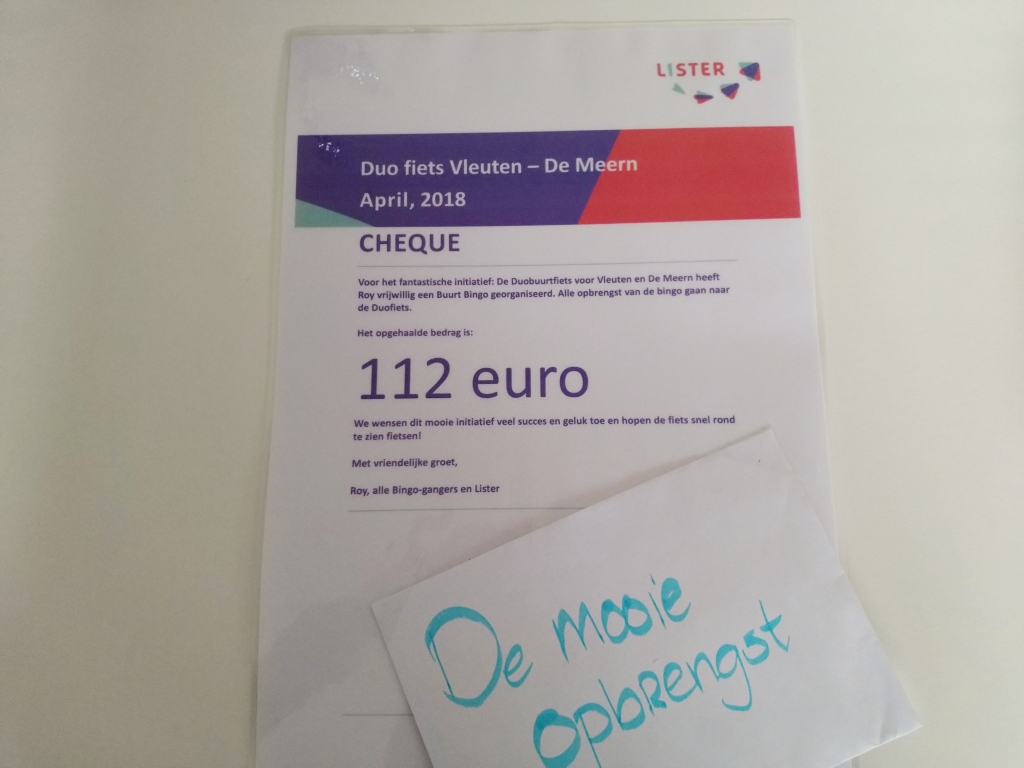 LISTER
Duo fiets Vleuten – De Meern
April, 2018
CHEQUE
Voor het fantastische initiatief: De Duobuurtfiets voor Vleuten en De Meern heeft
Roy vrijwillig een Buurt Bingo georganiseerd. Alle opbrengst van de bingo gaan naar
de Duofiets.
Het opgehaalde bedrag is:
112 euro
We wensen dit mooie initiatief veel succes en geluk toe en hopen de fiets snel rond
te zien fietsen!
Met vriendelijke groet,
Roy, alle Bingo-gangers en Lister
De mooie
opbrengst